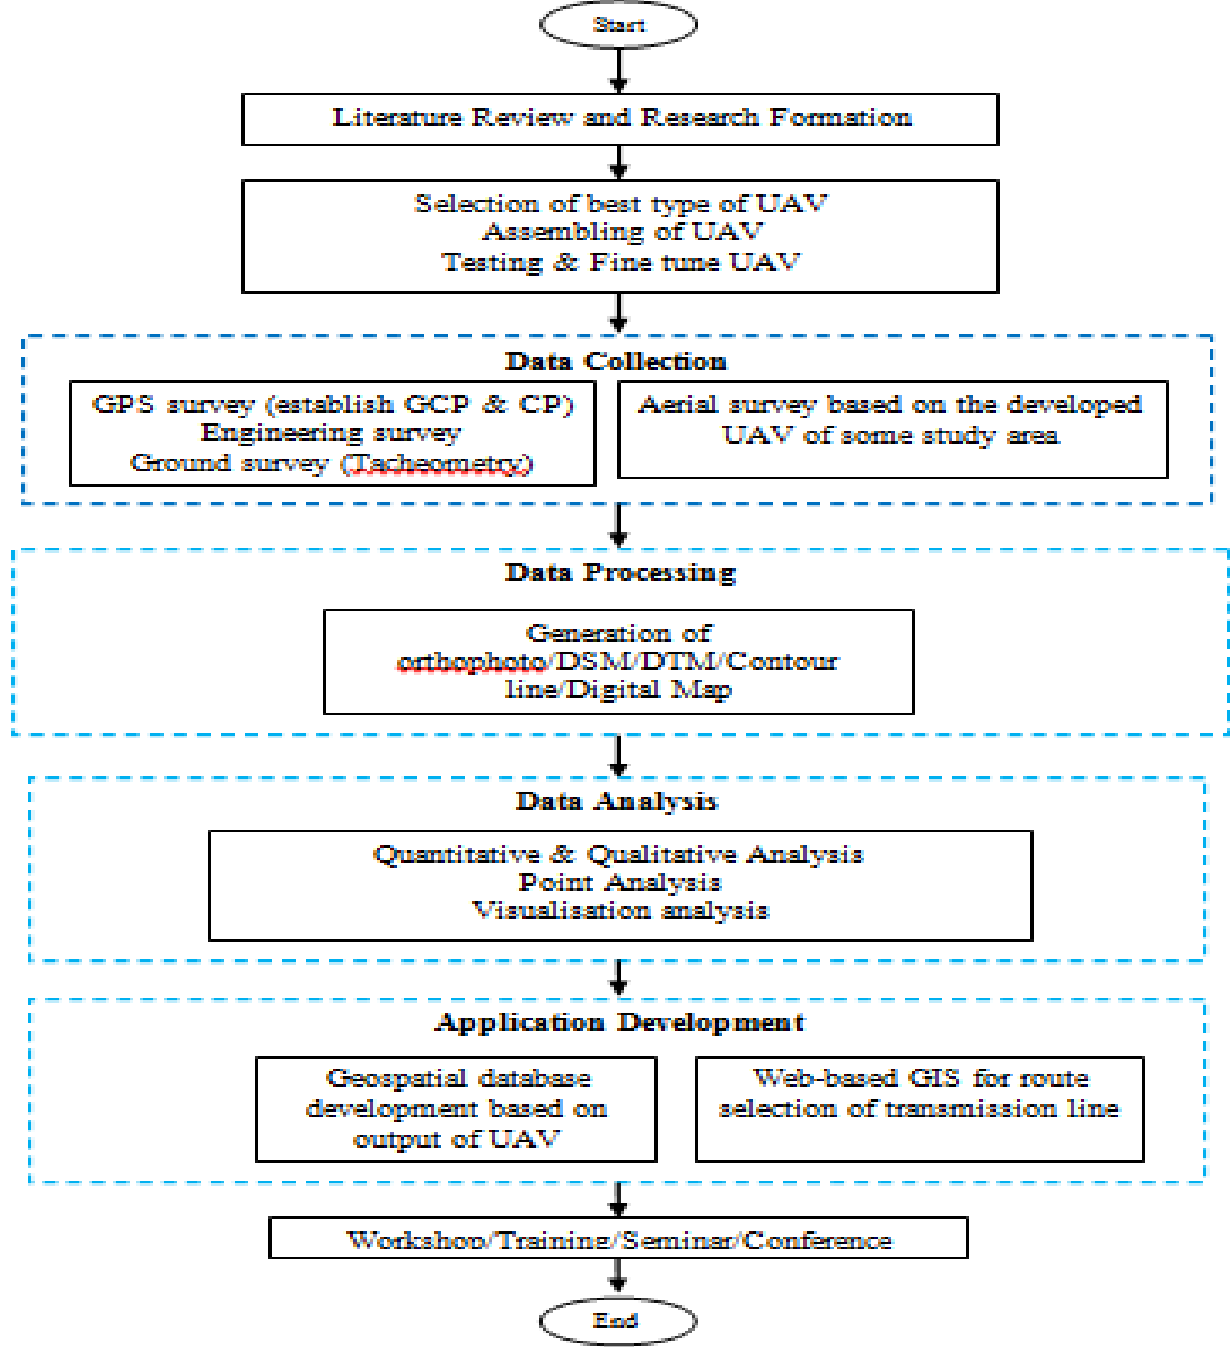 Start
Literature Review and Research Formation
Selection of best type of UAV
Assembling of UAV
Testing & Fine tune UAV
Data Collection
GPS survey (establish GCP & CP)
Engineering survey
Ground survey (Tacheometry)
Aerial survey based on the developed
UAV of some study area
Data Processing
Generation of
orthophoto/DSM/DTM/Contour
line/Digital Map
Data Analysis
Quantitative & Qualitative Analysis
Point Analysis
Visualisation analysis
Application Development
Geospatial database
development based on
output of UAV
Web-based GIS for route
selection of transmission line
Workshop/Training/Seminar/Conference
End